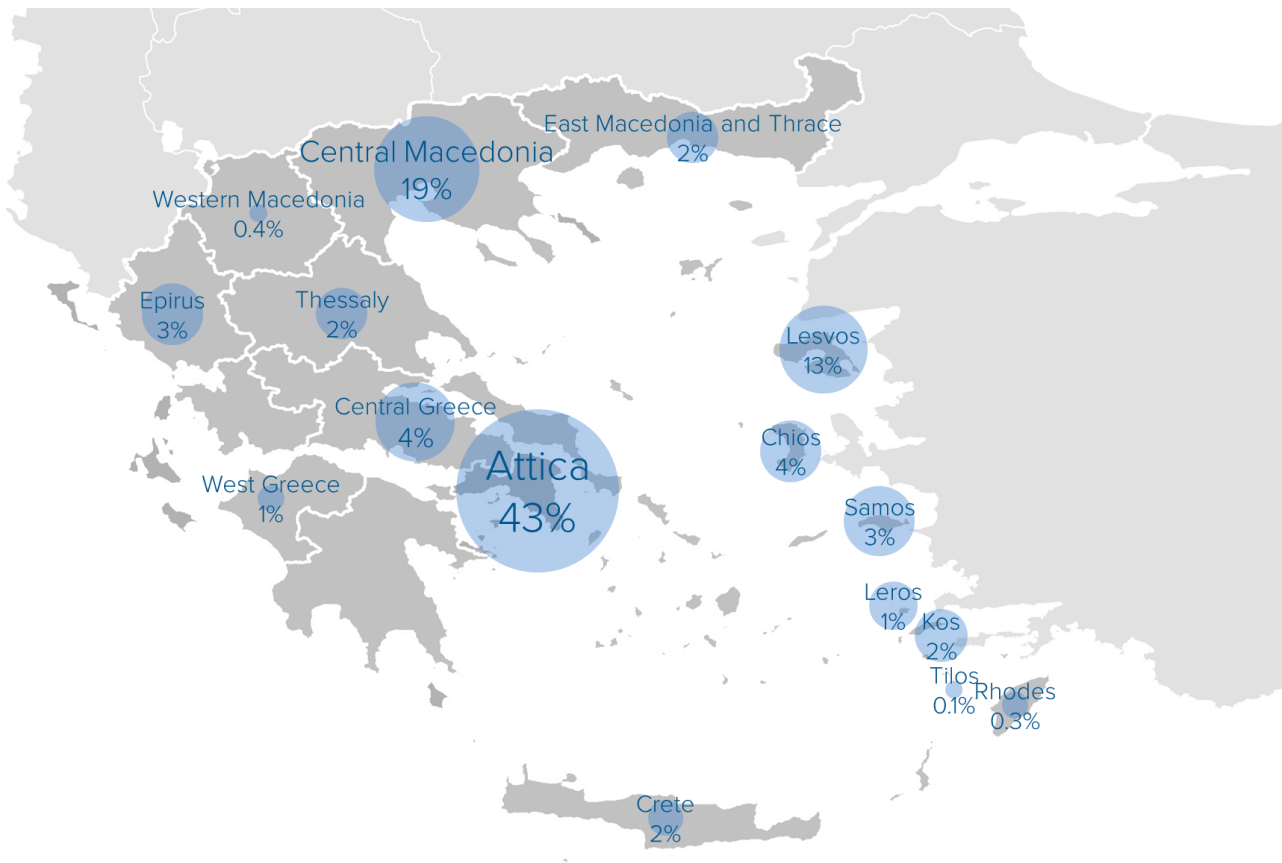 East Macedonia and Thrace
2%
Central Macedonia
19%
Western Macedonia
0.4%
Epirus
3%
Thessaly
2%
Lesvos
13%
Central Greece
4%
Chios
4%
Attica
43%
West Greece
1%
Samos
3%
Leros
1%
Kos
2%
Tilos
0.1%
Rhodes
0.3%
Crete
2%